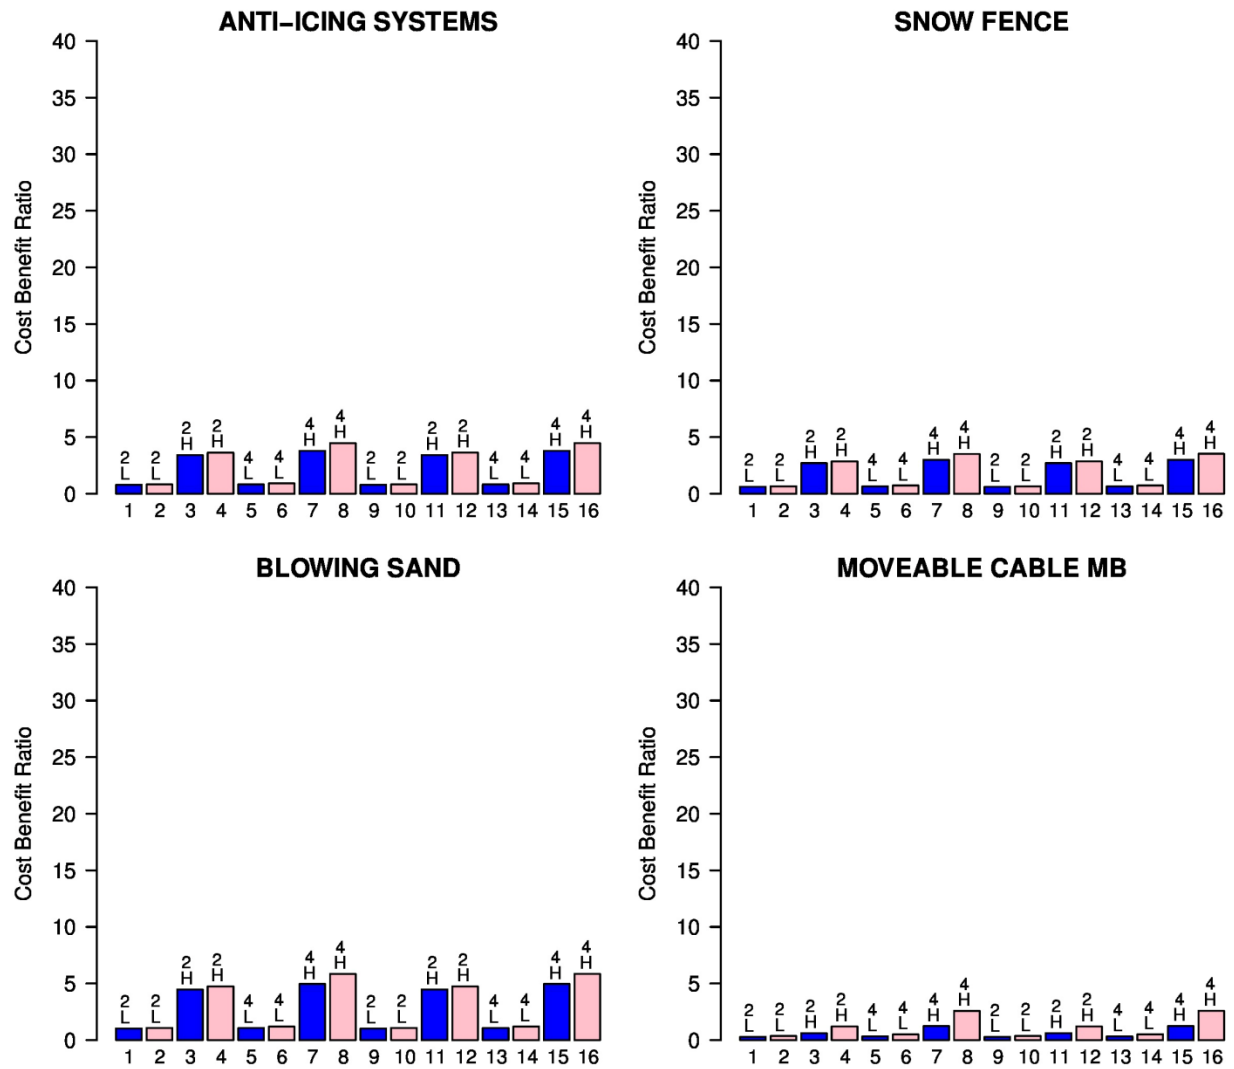 ANTI-ICING SYSTEMS
40
35
30
25
20
15
10
5
0
Cost Benefit Ratio
2 2 2 2 4 4 4 4 2 2 2 2 4 4 4 4
L L H H L L H H L L H H L L H H
1 2 3 4 5 6 7 8 9 10 11 12 13 14 15 16
SNOW FENCE
40
35
30
25
20
15
10
5
0
Cost Benefit Ratio
2 2 2 2 4 4 4 4 2 2 2 2 4 4 4 4
L L H H L L H H L L H H L L H H
1 2 3 4 5 6 7 8 9 10 11 12 13 14 15 16
BLOWING SAND
40
35
30
25
20
15
10
5
0
Cost Benefit Ratio
2 2 2 2 4 4 4 4 2 2 2 2 4 4 4 4
L L H H L L H H L L H H L L H H
1 2 3 4 5 6 7 8 9 10 11 12 13 14 15 16
MOVEABLE CABLE MB
40
35
30
25
20
15
10
5
0
Cost Benefit Ratio
2 2 2 2 4 4 4 4 2 2 2 2 4 4 4 4
L L H H L L H H L L H H L L H H
1 2 3 4 5 6 7 8 9 10 11 12 13 14 15 16